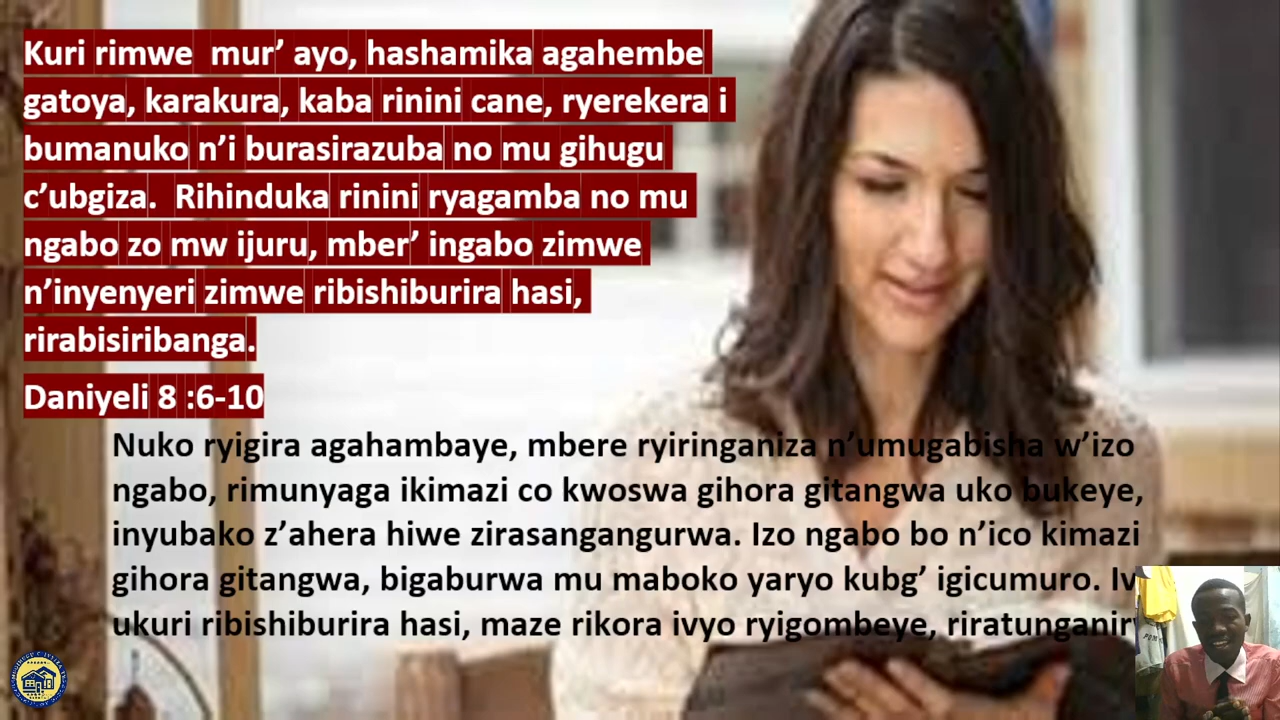 Kuri rimwe mur’ ayo, hashamika agahembe
gatoya, karakura, kaba rinini cane, ryerekera i
bumanuko n’i burasirazuba no mu gihugu
c’ubgiza. Rihinduka rinini ryagamba no mu
ngabo zo mw ijuru, mber’ ingabo zimwe
n’inyenyeri zimwe ribishiburira hasi,
rirabisiribanga.
Daniyeli 8 :6-10
Nuko ryigira agahambaye, mbere ryiringaniza n’umugabisha w’izo
ngabo, rimunyaga ikimazi co kwoswa gihora gitangwa uko bukeye,
inyubako z’ahera hiwe zirasangangurwa. Izo ngabo bo n’ico kimazi
gihora gitangwa, bigaburwa mu maboko yaryo kubg’ igicumuro.
ukuri ribishiburira hasi, maze rikora ivyo ryigombeye,